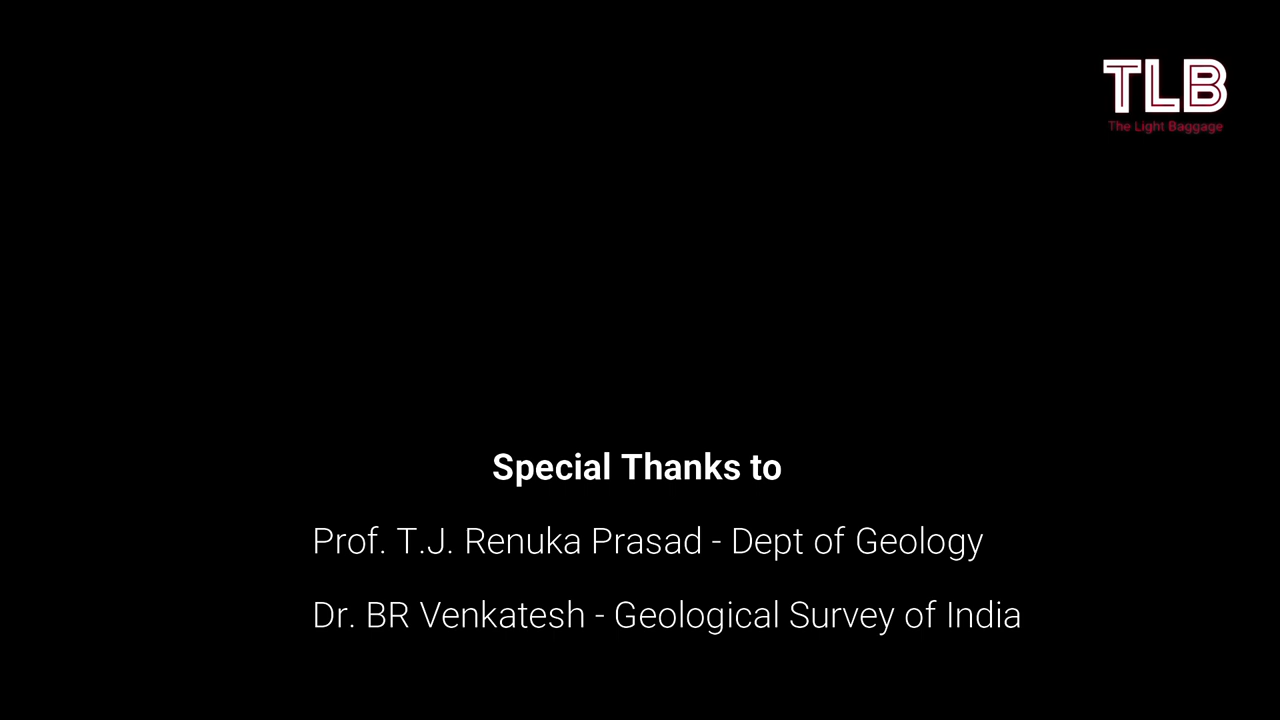 TLB
The Light Baggage
Special Thanks to
Prof. T.J. Renuka Prasad - Dept of Geology
Dr. BR Venkatesh - Geological Survey of India